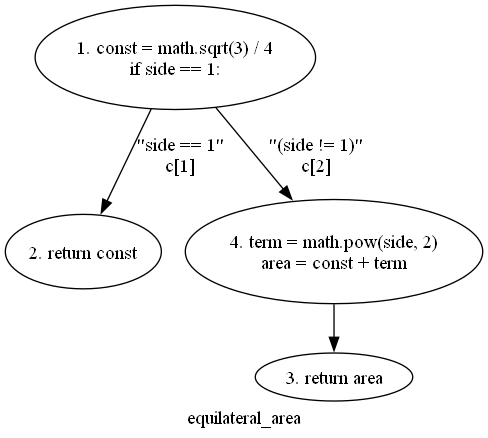 1. const = math.sqrt(3) / 4
if side == 1:
"side == 1"
c[1]
"(side != 1)"
c[2]
2. return const
4. term = math.pow(side, 2)
area = const + term
3. return area
equilateral_area